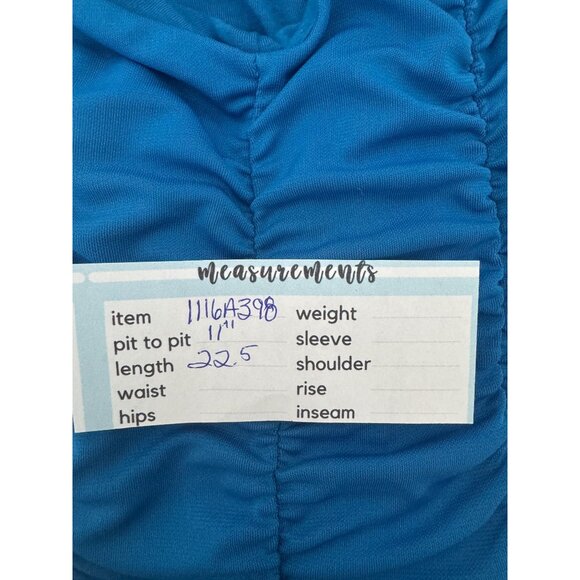 measurements
item 1116A398
pit to pit 11"
length 22.5
waist
hips
weight
sleeve
shoulder
rise
inseam